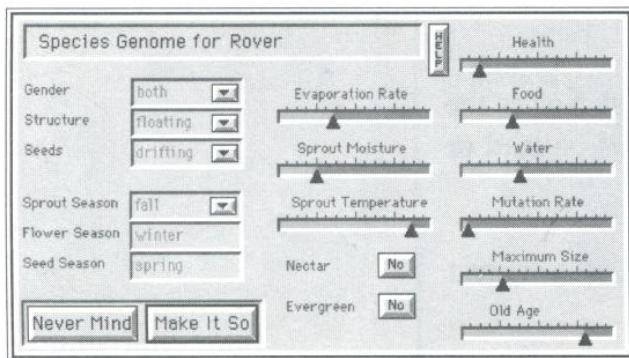 Species Genome for Rover
HELP
Gender both
Structure floating
Seeds drifting
Sprout Season fall
Flower Season winter
Seed Season spring
Never Mind
Make It So
Evaporation Rate
Sprout Moisture
Sprout Temperature
Nectar No
Evergreen No
Health
Food
Water
Mutation Rate
Maximum Size
Old Age